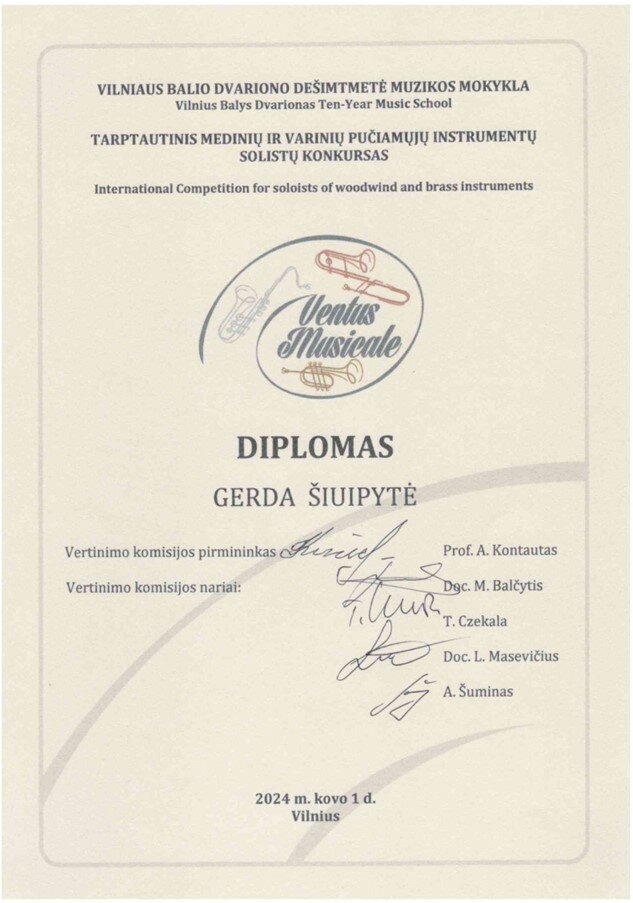 VILNIAUS BALIO DVARIONO DEŠIMTMETĖ MUZIKOS MOKYKLA
Vilnius Balys Dvarionas Ten-Year Music School
TARPTAUTINIS MEDINIŲ IR VARINIŲ PUČIAMŲJŲ INSTRUMENTŲ
SOLISTŲ KONKURSAS
International Competition for soloists of woodwind and brass instruments
Ventus
Musicale
DIPLOMAS
GERDA ŠIUIPYTĖ
Vertinimo komisijos pirmininkas Prof. A. Kontautas
Vertinimo komisijos nariai: Doc. M. Balčytis
T. Czekala
Doc. L. Masevičius
A. Šuminas
2024 m. kovo 1 d.
Vilnius